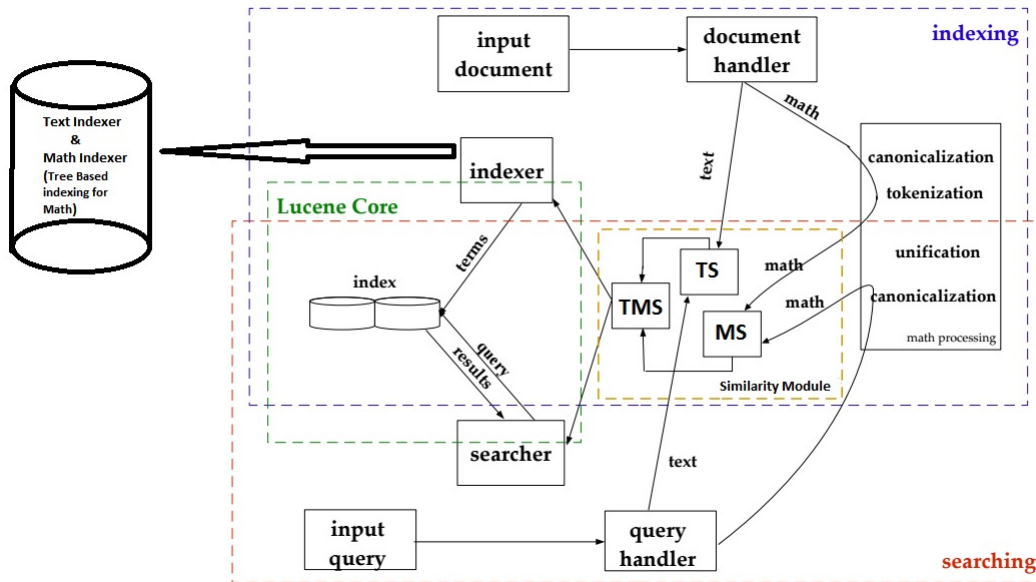 input
document
document
handler
indexing
Text Indexer
&
Math Indexer
(Tree Based
indexing for
Math)
indexer
math
text
canonicalization
tokenization
unification
canonicalization
math processing
Lucene Core
terms
index
query
results
TS
TMS
MS
math
math
Similarity Module
searcher
text
input
query
query
handler
searching